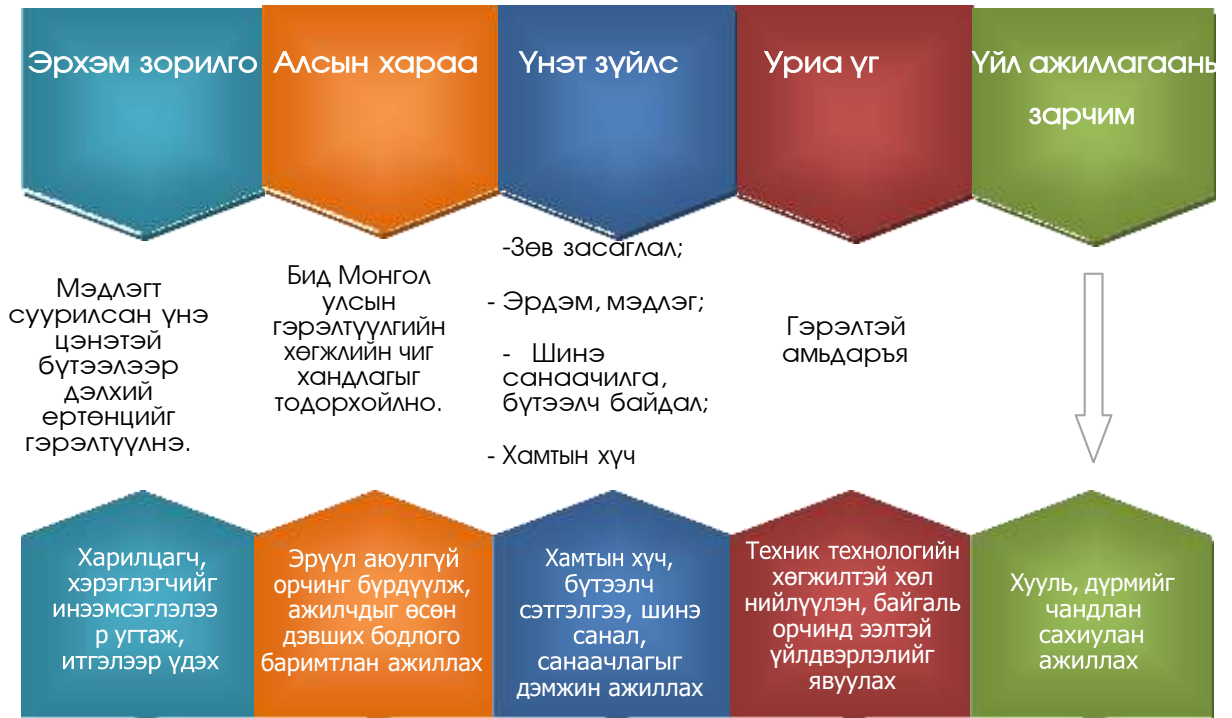 Эрхэм зорилго
Алсын хараа
Үнэт зүйлс
Уриа үг
Үйл ажиллагааны
зарчим
Мэдлэгт
суурилсан үнэ
цэнэтэй
бүтээлээр
дэлхий
ертөнцийг
гэрэлтүүлнэ.
Бид Монгол
улсын
гэрэлтүүлгийн
хөгжлийн чиг
хандлагыг
тодорхойлно.
-Зөв засаглал;
- Эрдэм, мэдлэг;
- Шинэ
санаачилга,
бүтээлч байдал;
- Хамтын хүч
Гэрэлтэй
амьдаръя
Харилцагч,
хэрэглэгчийг
инээмсэглэлээ
р угтаж,
итгэлээр үдэх
Эрүүл аюулгүй
орчинг бүрдүүлж,
ажилчдыг өсөн
дэвших бодлого
баримтлан ажиллах
Хамтын хүч,
бүтээлч
сэтгэлгээ, шинэ
санал,
санаачлагыг
дэмжин ажиллах
Техник технологийн
хөгжилтэй хөл
нийлүүлэн, байгаль
орчинд ээлтэй
үйлдвэрлэлийг
явуулах
Хууль, дүрмийг
чандлан
сахиулан
ажиллах